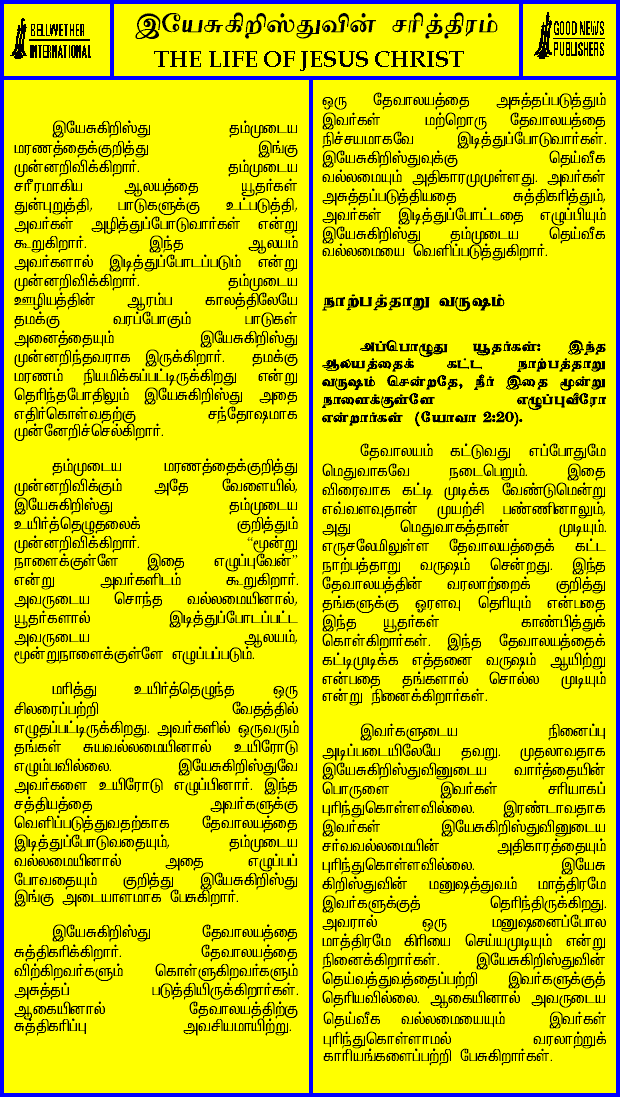 BELLWETHER
INTERNATIONAL
இயேசுகிறிஸ்துவின் சரித்திரம்
THE LIFE OF JESUS CHRIST
GOOD NEWS
PUBLISHERS
இயேசுகிறிஸ்து தம்முடைய
மரணத்தைக்குறித்து இங்கு
முன்னறிவிக்கிறார். தம்முடைய
சரீரமாகிய ஆலயத்தை யூதர்கள்
துன்புறுத்தி, பாடுகளுக்கு உட்படுத்தி,
அவர்கள் அழித்துப்போடுவார்கள் என்று
கூறுகிறார். இந்த ஆலயம்
அவர்களால் இடித்துப்போடப்படும் என்று
முன்னறிவிக்கிறார். தம்முடைய
ஊழியத்தின் ஆரம்ப காலத்திலேயே
தமக்கு வரப்போகும் பாடுகள்
அனைத்தையும் இயேசுகிறிஸ்து
முன்னறிந்தவராக இருக்கிறார். தமக்கு
மரணம் நியமிக்கப்பட்டிருக்கிறது என்று
தெரிந்தபோதிலும் இயேசுகிறிஸ்து அதை
எதிர்கொள்வதற்கு சந்தோஷமாக
முன்னேறிச்செல்கிறார்.
தம்முடைய மரணத்தைக்குறித்து
முன்னறிவிக்கும் அதே வேளையில்,
இயேசுகிறிஸ்து தம்முடைய
உயிர்த்தெழுதலைக் குறித்தும்
முன்னறிவிக்கிறார். “மூன்று
நாளைக்குள்ளே இதை எழுப்புவேன்”
என்று அவர்களிடம் கூறுகிறார்.
அவருடைய சொந்த வல்லமையினால்,
யூதர்களால் இடித்துப்போடப்பட்ட
அவருடைய ஆலயம்,
மூன்றுநாளைக்குள்ளே எழுப்பப்படும்.
மரித்து உயிர்த்தெழுந்த ஒரு
சிலரைப்பற்றி வேதத்தில்
எழுதப்பட்டிருக்கிறது. அவர்களில் ஒருவரும்
தங்கள் சுயவல்லமையினால் உயிரோடு
எழும்பவில்லை. இயேசுகிறிஸ்துவே
அவர்களை உயிரோடு எழுப்பினார். இந்த
சத்தியத்தை அவர்களுக்கு
வெளிப்படுத்துவதற்காக தேவாலயத்தை
இடித்துப்போடுவதையும், தம்முடைய
வல்லமையினால் அதை எழுப்பப்
போவதையும் குறித்து இயேசுகிறிஸ்து
இங்கு அடையாளமாக பேசுகிறார்.
இயேசுகிறிஸ்து தேவாலயத்தை
சுத்திகரிக்கிறார். தேவாலயத்தை
விற்கிறவர்களும் கொள்ளுகிறவர்களும்
அசுத்தப் படுத்தியிருக்கிறார்கள்.
ஆகையினால் தேவாலயத்திற்கு
சுத்திகரிப்பு அவசியமாயிற்று.
ஒரு தேவாலயத்தை அசுத்தப்படுத்தும்
இவர்கள் மற்றொரு தேவாலயத்தை
நிச்சயமாகவே இடித்துப்போடுவார்கள்.
இயேசுகிறிஸ்துவுக்கு தெய்வீக
வல்லமையும் அதிகாரமுமுள்ளது. அவர்கள்
அசுத்தப்படுத்தியதை சுத்திகரித்தும்,
அவர்கள் இடித்துப்போட்டதை எழுப்பியும்
இயேசுகிறிஸ்து தம்முடைய தெய்வீக
வல்லமையை வெளிப்படுத்துகிறார்.
நாற்பத்தாறு வருஷம்
அப்பொழுது யூதர்கள்: இந்த
ஆலயத்தைக் கட்ட நாற்பத்தாறு
வருஷம் சென்றதே, நீர் இதை மூன்று
நாளைக்குள்ளே எழுப்புவீரோ
என்றார்கள் (யோவா 2:20).
தேவாலயம் கட்டுவது எப்போதுமே
மெதுவாகவே நடைபெறும். இதை
விரைவாக கட்டி முடிக்க வேண்டுமென்று
எவ்வளவுதான் முயற்சி பண்ணினாலும்,
அது மெதுவாகத்தான் முடியும்.
எருசலேமிலுள்ள தேவாலயத்தைக் கட்ட
நாற்பத்தாறு வருஷம் சென்றது. இந்த
தேவாலயத்தின் வரலாற்றைக் குறித்து
தங்களுக்கு ஓரளவு தெரியும் என்பதை
இந்த யூதர்கள் காண்பித்துக்
கொள்கிறார்கள். இந்த தேவாலயத்தைக்
கட்டிமுடிக்க எத்தனை வருஷம் ஆயிற்று
என்பதை தங்களால் சொல்ல முடியும்
என்று நினைக்கிறார்கள்.
இவர்களுடைய நினைப்பு
அடிப்படையிலேயே தவறு. முதலாவதாக
இயேசுகிறிஸ்துவினுடைய வார்த்தையின்
பொருளை இவர்கள் சரியாகப்
புரிந்துகொள்ளவில்லை. இரண்டாவதாக
இவர்கள் இயேசுகிறிஸ்துவினுடைய
சர்வவல்லமையின் அதிகாரத்தையும்
புரிந்துகொள்ளவில்லை. இயேசு
கிறிஸ்துவின் மனுஷத்துவம் மாத்திரமே
இவர்களுக்குத் தெரிந்திருக்கிறது.
அவரால் ஒரு மனுஷனைப்போல
மாத்திரமே கிரியை செய்யமுடியும் என்று
நினைக்கிறார்கள். இயேசுகிறிஸ்துவின்
தெய்வத்துவத்தைப்பற்றி இவர்களுக்குத்
தெரியவில்லை. ஆகையினால் அவருடைய
தெய்வீக வல்லமையையும் இவர்கள்
புரிந்துகொள்ளாமல் வரலாற்றுக்
காரியங்களைப்பற்றி பேசுகிறார்கள்.